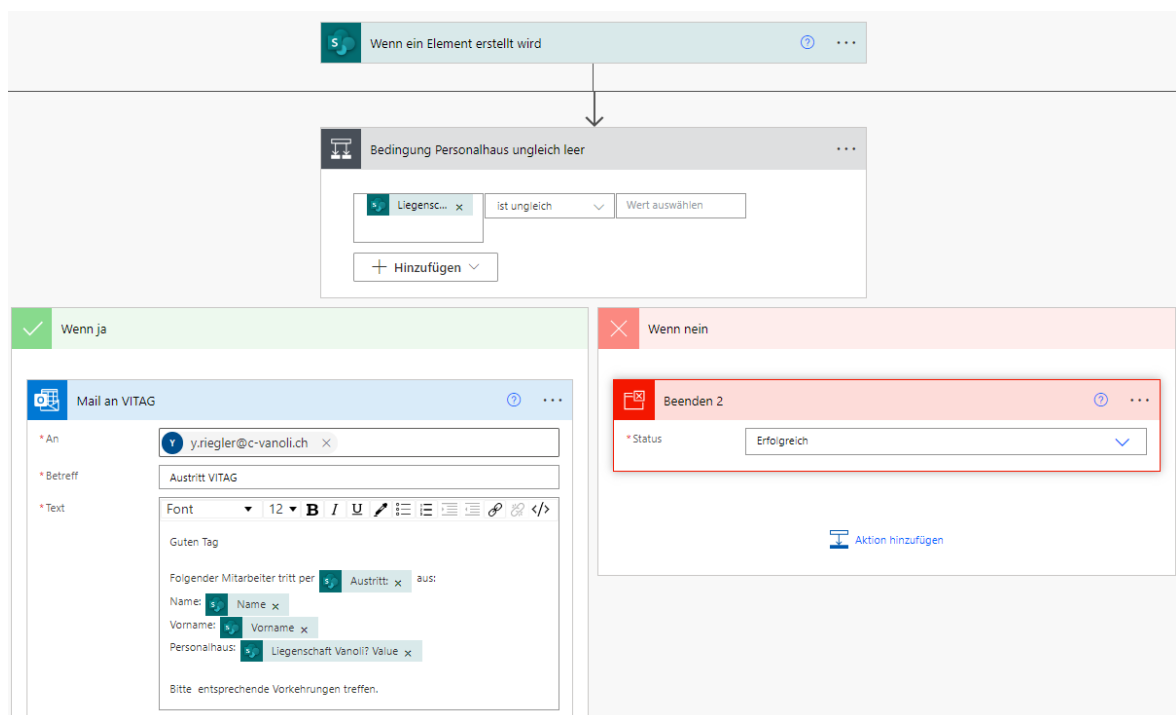 Wenn ein Element erstellt wird
Bedingung Personalhaus ungleich leer
Liegensc... x ist ungleich Wert auswählen
Hinzufügen
Wenn ja
Wenn nein
Mail an VITAG
Beenden 2
*An Y y.riegler@c-vanoli.ch
*Status Erfolgreich
*Betreff Austritt VITAG
*Text Font 12 B I U </>
Guten Tag
Aktion hinzufügen
Folgender Mitarbeiter tritt per Austritt: x aus:
Name: Name x
Vorname: Vorname x
Personalhaus: Liegenschaft Vanoli? Value x
Bitte entsprechende Vorkehrungen treffen.